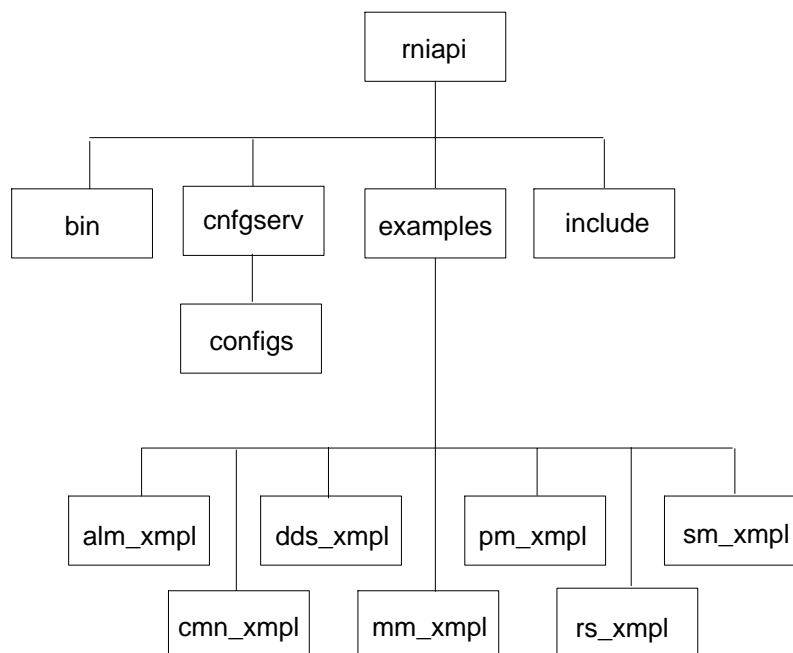 rniapi
bin
cnfgserv
examples
include
configs
alm_xmpl
dds_xmpl
pm_xmpl
sm_xmpl
cmn_xmpl
mm_xmpl
rs_xmpl